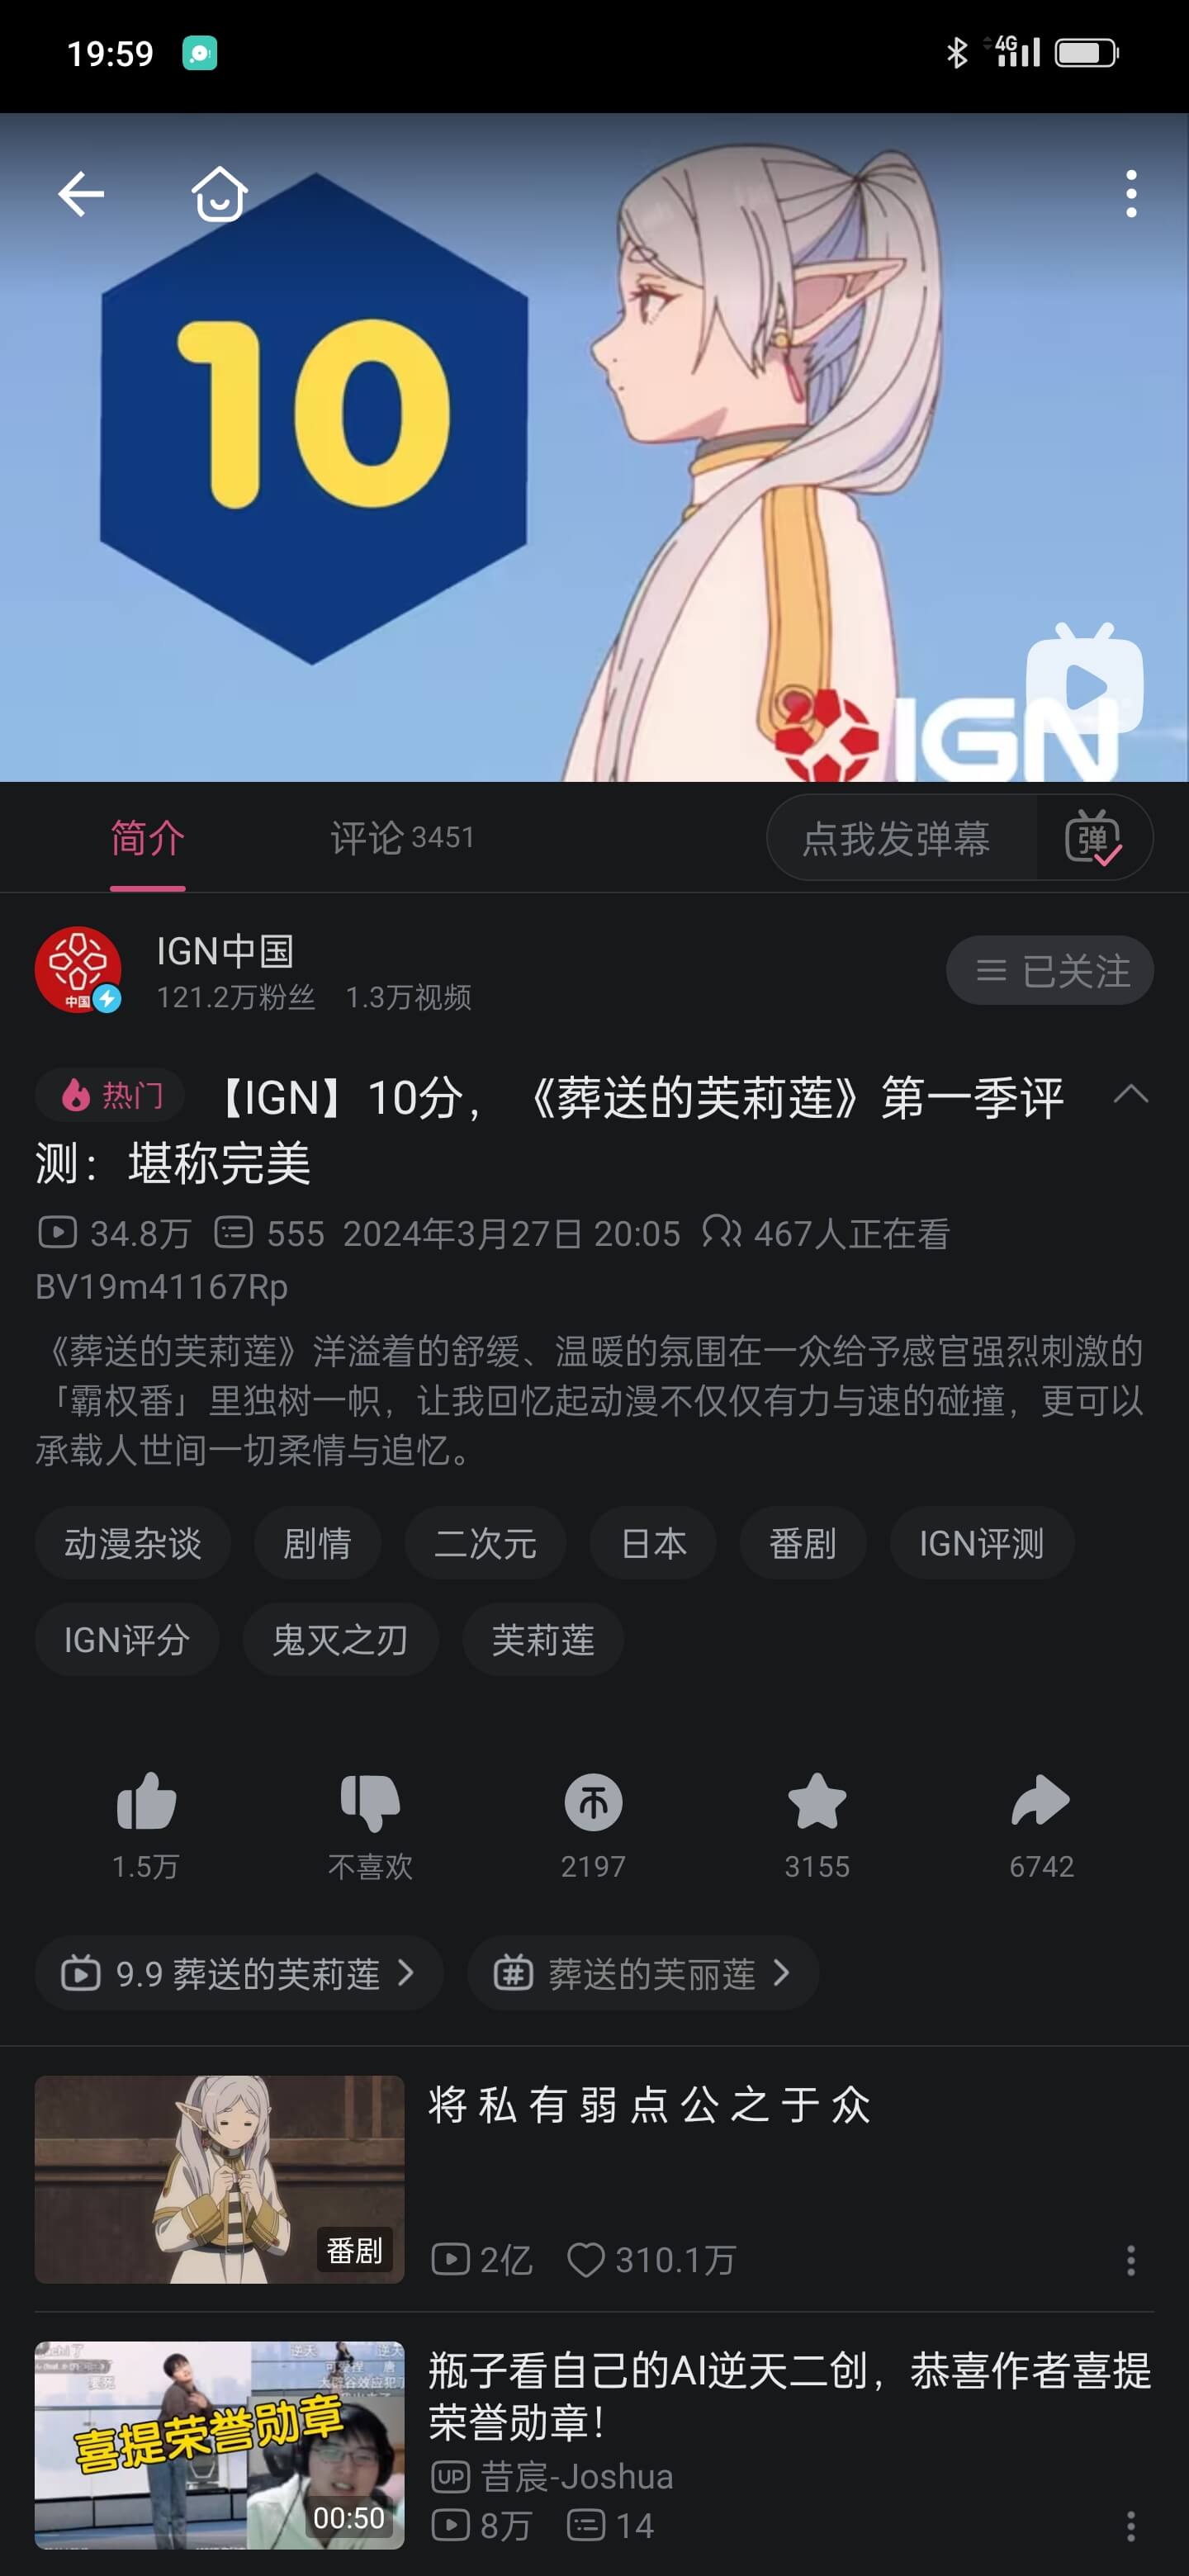 19:59
4G
10
IGN
简介
评论 3451
点我发弹幕
弹
IGN中国
中国
121.2万粉丝 1.3万视频
已关注
热门 【IGN】10分，《葬送的芙莉莲》第一季评
测：堪称完美
34.8万 555 2024年3月27日 20:05 467人正在看
BV19m41167Rp
《葬送的芙莉莲》洋溢着的舒缓、温暖的氛围在一众给予感官强烈刺激的
「霸权番」里独树一帜，让我回忆起动漫不仅仅有力与速的碰撞，更可以
承载人世间一切柔情与追忆。
动漫杂谈 剧情 二次元 日本 番剧 IGN评测
IGN评分 鬼灭之刃 芙莉莲
1.5万 不喜欢 2197 3155 6742
9.9 葬送的芙莉莲 葬送的芙丽莲
将私有弱点公之于众
番剧
2亿 310.1万
瓶子看自己的AI逆天二创，恭喜作者喜提
荣誉勋章！
喜提荣誉勋章
UP 昔宸-Joshua
00:50
8万 14